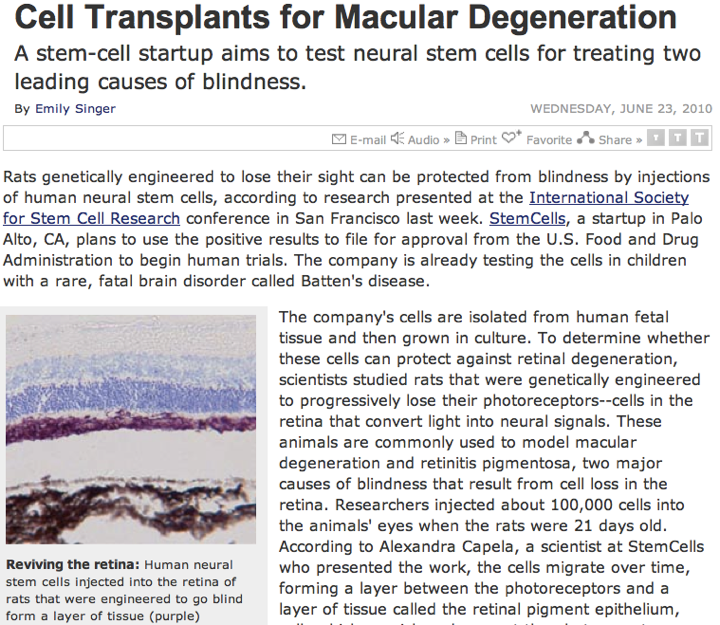 Cell Transplants for Macular Degeneration
A stem-cell startup aims to test neural stem cells for treating two
leading causes of blindness.
By Emily Singer
WEDNESDAY, JUNE 23, 2010
E-mail Audio » Print Favorite Share » T T T
Rats genetically engineered to lose their sight can be protected from blindness by injections
of human neural stem cells, according to research presented at the International Society
for Stem Cell Research conference in San Francisco last week. StemCells, a startup in Palo
Alto, CA, plans to use the positive results to file for approval from the U.S. Food and Drug
Administration to begin human trials. The company is already testing the cells in children
with a rare, fatal brain disorder called Batten's disease.
Reviving the retina: Human neural
stem cells injected into the retina of
rats that were engineered to go blind
form a layer of tissue (purple)
The company's cells are isolated from human fetal
tissue and then grown in culture. To determine whether
these cells can protect against retinal degeneration,
scientists studied rats that were genetically engineered
to progressively lose their photoreceptors--cells in the
retina that convert light into neural signals. These
animals are commonly used to model macular
degeneration and retinitis pigmentosa, two major
causes of blindness that result from cell loss in the
retina. Researchers injected about 100,000 cells into
the animals' eyes when the rats were 21 days old.
According to Alexandra Capela, a scientist at StemCells
who presented the work, the cells migrate over time,
forming a layer between the photoreceptors and a
layer of tissue called the retinal pigment epithelium,